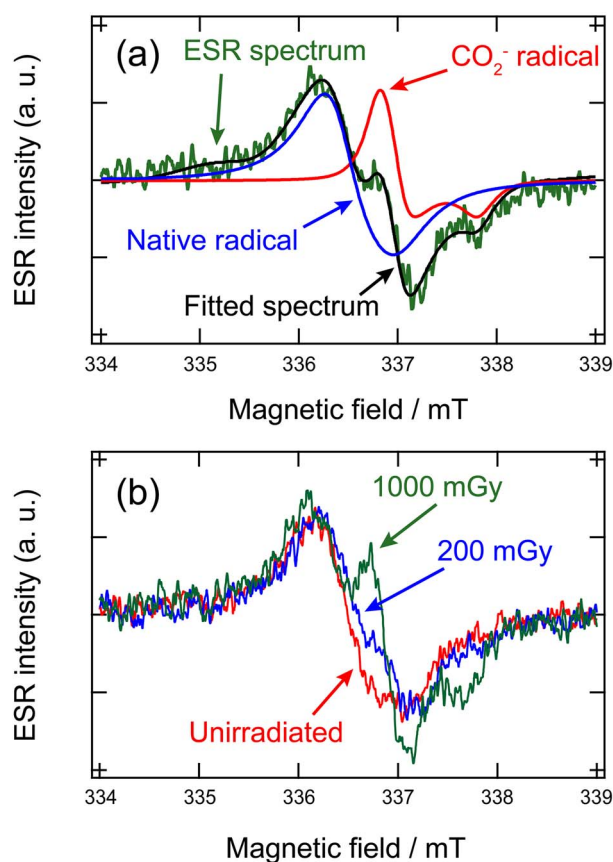 (a)
ESR spectrum
CO₂⁻ radical
Native radical
Fitted spectrum
ESR intensity (a. u.)
334 335 336 337 338 339
Magnetic field / mT
(b)
1000 mGy
200 mGy
Unirradiated
ESR intensity (a. u.)
334 335 336 337 338 339
Magnetic field / mT